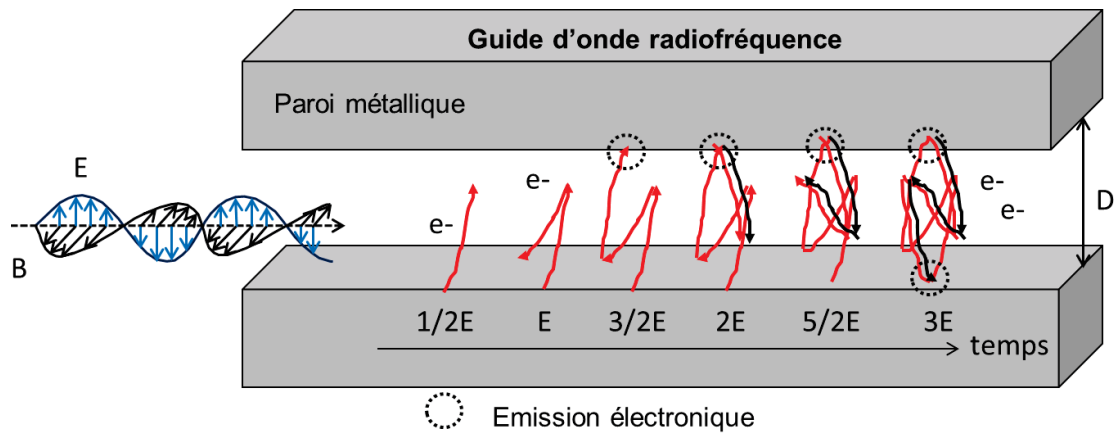 Guide d’onde radiofréquence
Paroi métallique
E
B
e-
e-
e-
e-
D
1/2E E 3/2E 2E 5/2E 3E
temps
Emission électronique